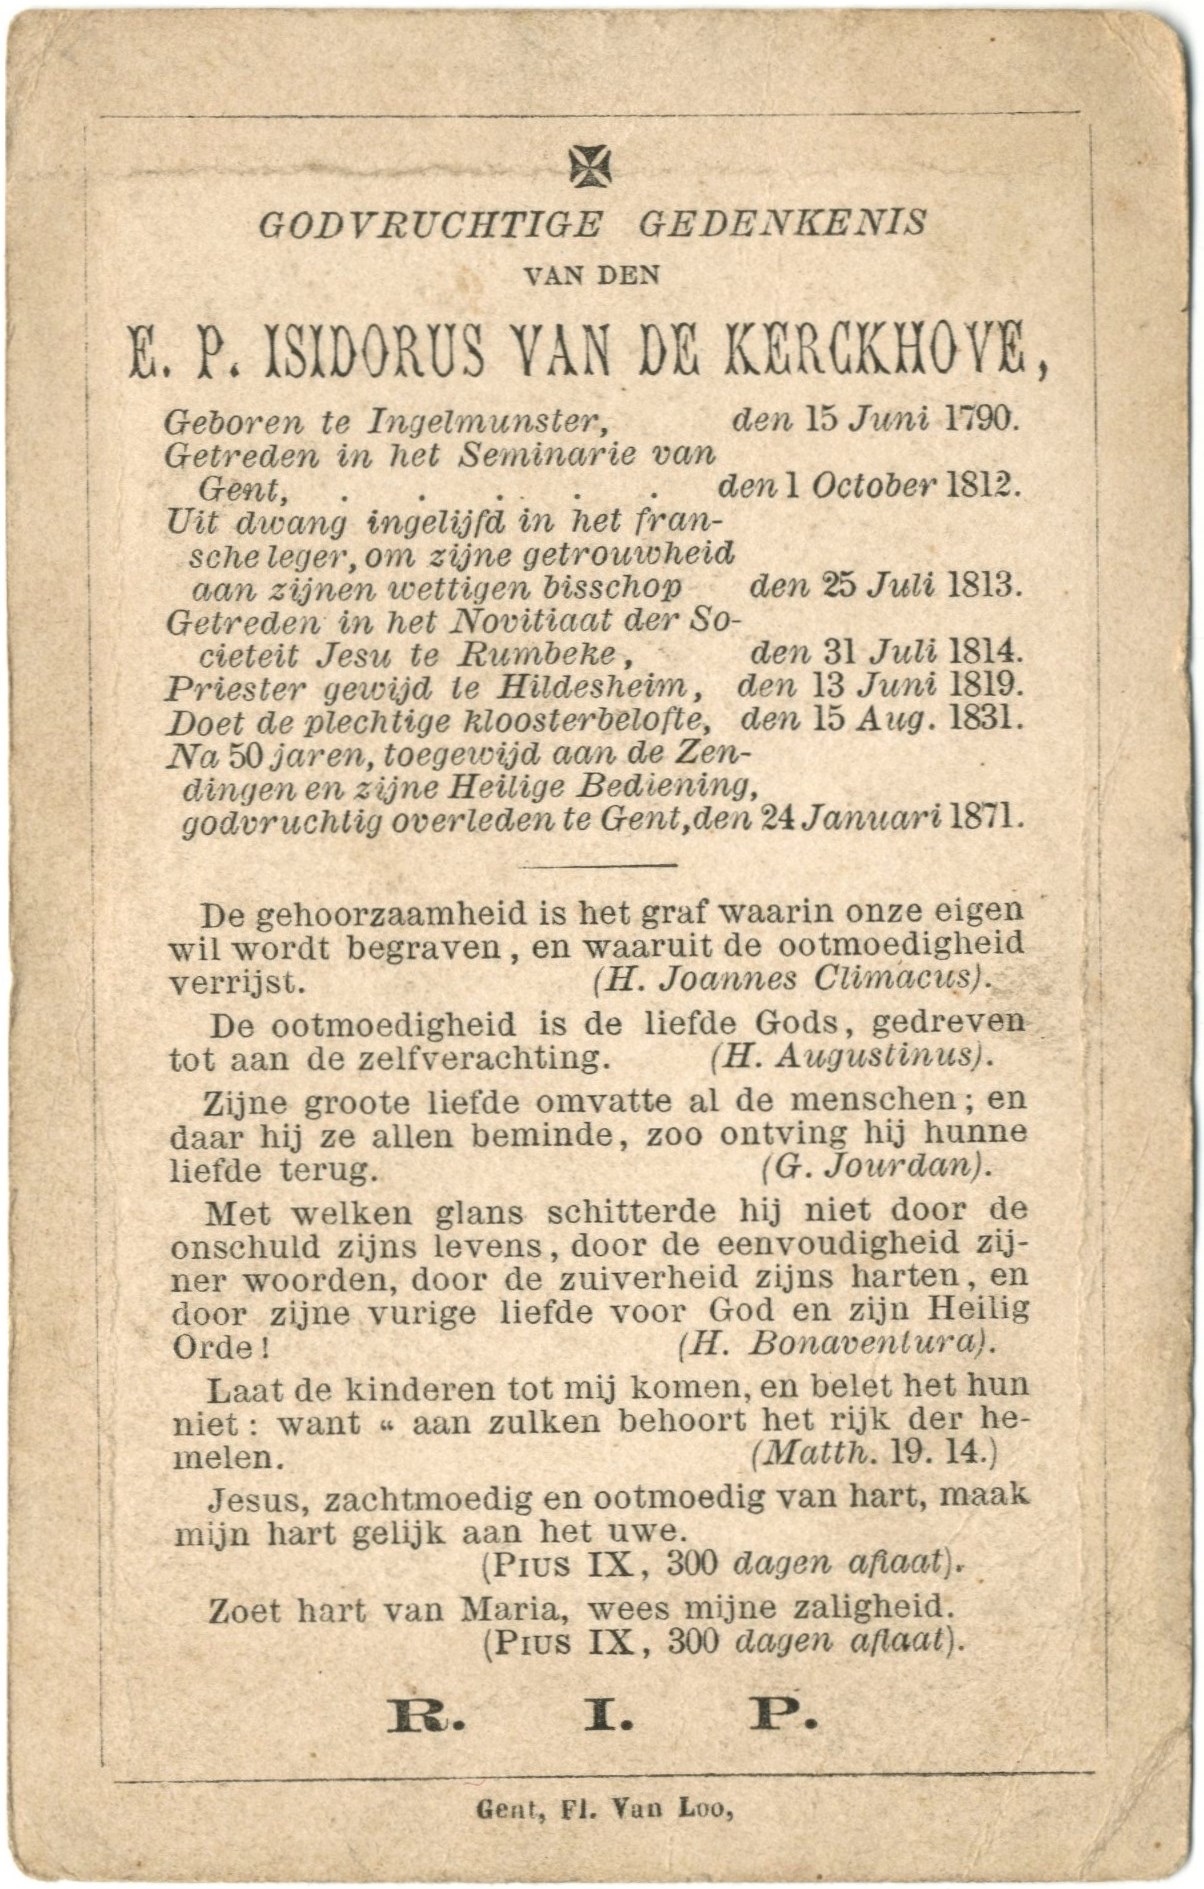 GODVRUCHTIGE GEDENKENIS
VAN DEN
E. P. ISIDORUS VAN DE KERCKHOVE,
Geboren te Ingelmunster, den 15 Juni 1790.
Getreden in het Seminarie van
Gent, . . . . . den 1 October 1812.
Uit dwang ingelijfd in het fran-
sche leger, om zijne getrouwheid
aan zijnen wettigen bisschop den 25 Juli 1813.
Getreden in het Novitiaat der So-
cieteit Jesu te Rumbeke, den 31 Juli 1814.
Priester gewijd te Hildesheim, den 13 Juni 1819.
Doet de plechtige kloosterbelofte, den 15 Aug. 1831.
Na 50 jaren, toegewijd aan de Zen-
dingen en zijne Heilige Bediening,
godvruchtig overleden te Gent, den 24 Januari 1871.
De gehoorzaamheid is het graf waarin onze eigen
wil wordt begraven, en waaruit de ootmoedigheid
verrijst. (H. Joannes Climacus).
De ootmoedigheid is de liefde Gods, gedreven
tot aan de zelfverachting. (H. Augustinus).
Zijne groote liefde omvatte al de menschen; en
daar hij ze allen beminde, zoo ontving hij hunne
liefde terug. (G. Jourdan).
Met welken glans schitterde hij niet door de
onschuld zijns levens, door de eenvoudigheid zij-
ner woorden, door de zuiverheid zijns harten, en
door zijne vurige liefde voor God en zijn Heilig
Orde! (H. Bonaventura).
Laat de kinderen tot mij komen, en belet het hun
niet: want “ aan zulken behoort het rijk der he-
melen. (Matth. 19. 14.)
Jesus, zachtmoedig en ootmoedig van hart, maak
mijn hart gelijk aan het uwe.
(PIUS IX, 300 dagen aflaat).
Zoet hart van Maria, wees mijne zaligheid.
(PIUS IX, 300 dagen aflaat).
R. I. P.
Gent, Fl. Van Loo,